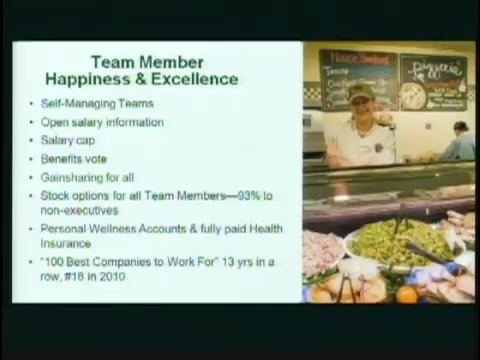 Team Member
Happiness & Excellence
• Self-Managing Teams
• Open salary information
• Salary cap
• Benefits vote
• Gainsharing for all
• Stock options for all Team Members—93% to
non-executives
• Personal Wellness Accounts & fully paid Health
Insurance
• "100 Best Companies to Work For" 13 yrs in a
row, #18 in 2010
House Smoked
pizzeria